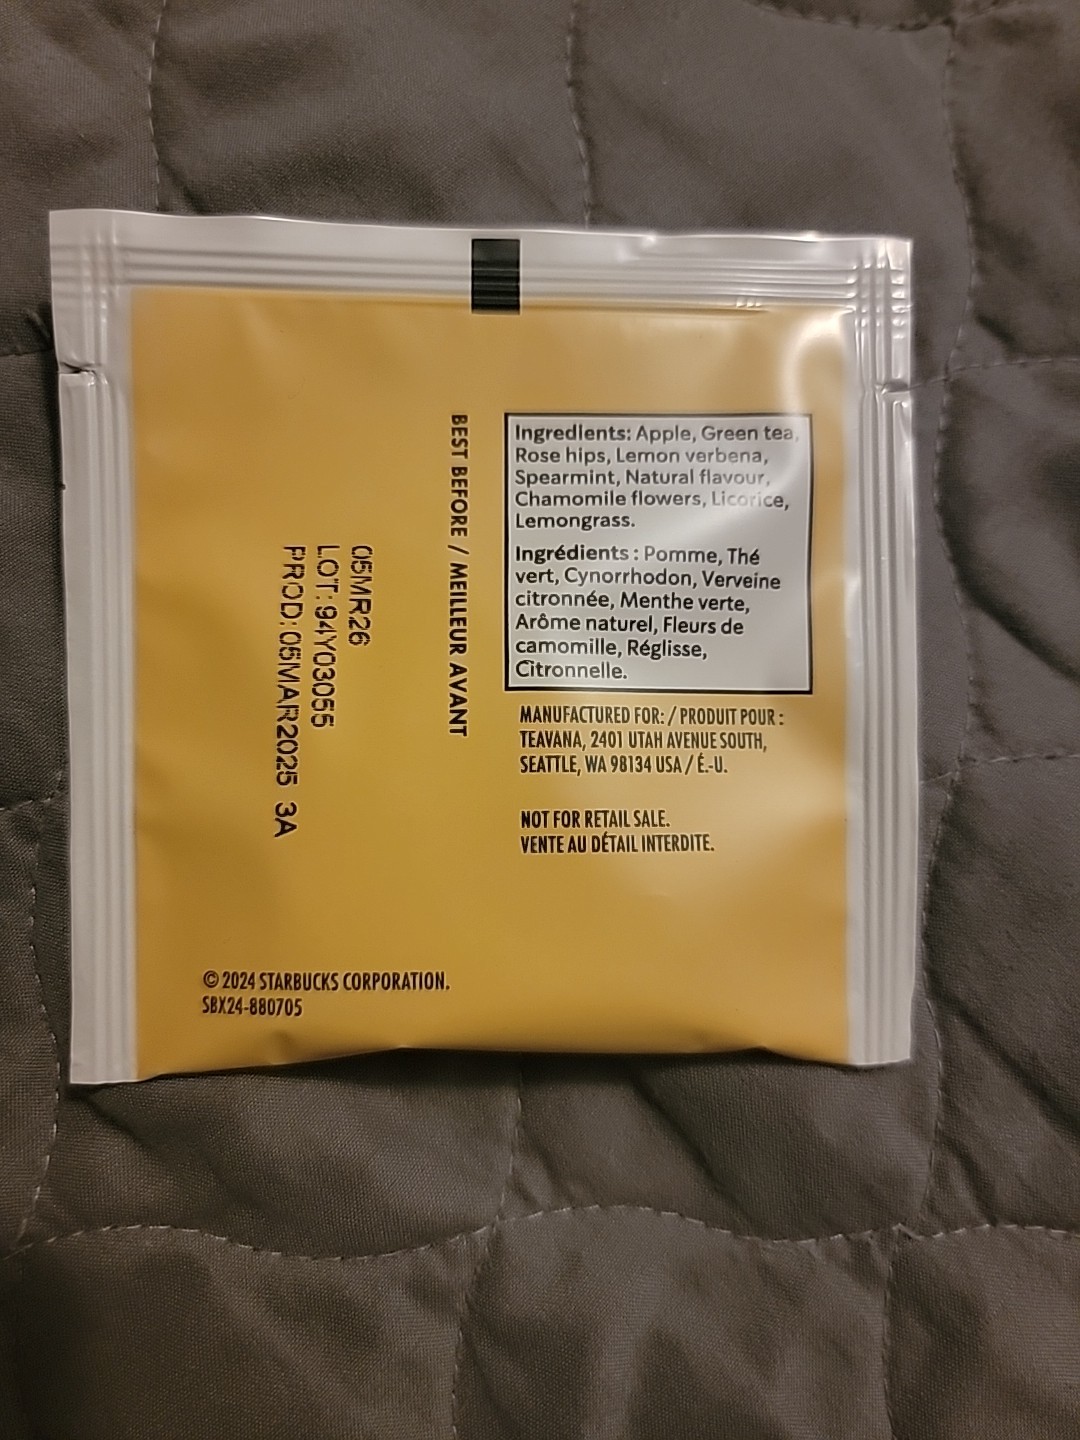 Ingredients: Apple, Green tea,
Rose hips, Lemon verbena,
Spearmint, Natural flavour,
Chamomile flowers, Licorice,
Lemongrass.
Ingrédients : Pomme, Thé
vert, Cynorrhodon, Verveine
citronnée, Menthe verte,
Arôme naturel, Fleurs de
camomille, Réglisse,
Citronnelle.
MANUFACTURED FOR: / PRODUIT POUR :
TEAVANA, 2401 UTAH AVENUE SOUTH,
SEATTLE, WA 98134 USA / É.-U.
NOT FOR RETAIL SALE.
VENTE AU DÉTAIL INTERDITE.
BEST BEFORE / MEILLEUR AVANT
05MR26
LOT: 94Y03055
PROD: 05MAR2025 3A
© 2024 STARBUCKS CORPORATION.
SBX24-880705